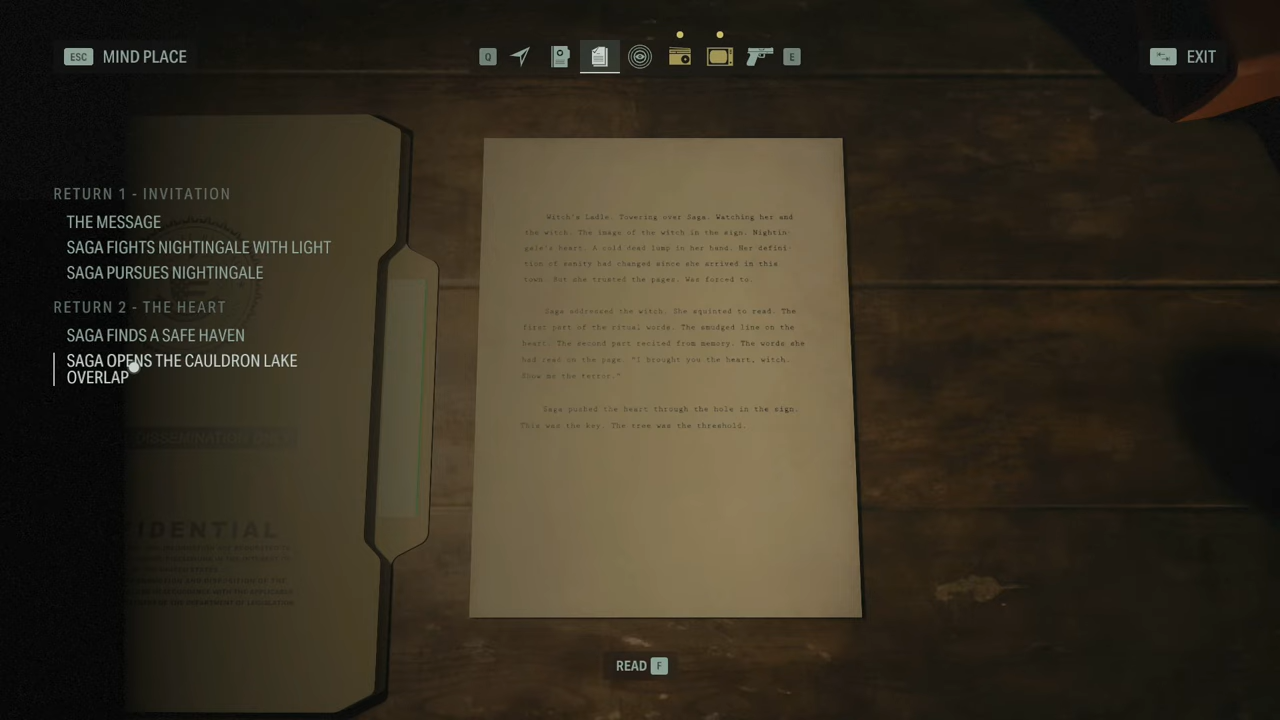 ESC MIND PLACE
Q
E
EXIT
RETURN 1 - INVITATION
THE MESSAGE
SAGA FIGHTS NIGHTINGALE WITH LIGHT
SAGA PURSUES NIGHTINGALE
RETURN 2 - THE HEART
SAGA FINDS A SAFE HAVEN
SAGA OPENS THE CAULDRON LAKE
OVERLAP
DISSEMINATION ONLY
IDENTIAL
Witch's Ladle. Towering over Saga. Watching her and
the witch. The image of the witch in the sign. Nightin-
gale's heart. A cold dead lump in her hand. Her defini-
tion of sanity had changed since she arrived in this
town. But she trusted the pages. Was forced to.
Saga addressed the witch. She squinted to read. The
first part of the ritual words. The smudged line on the
heart. The second part recited from memory. The words she
had read on the page. "I brought you the heart, witch.
Show me the terror."
Saga pushed the heart through the hole in the sign.
This was the key. The tree was the threshold.
READ F